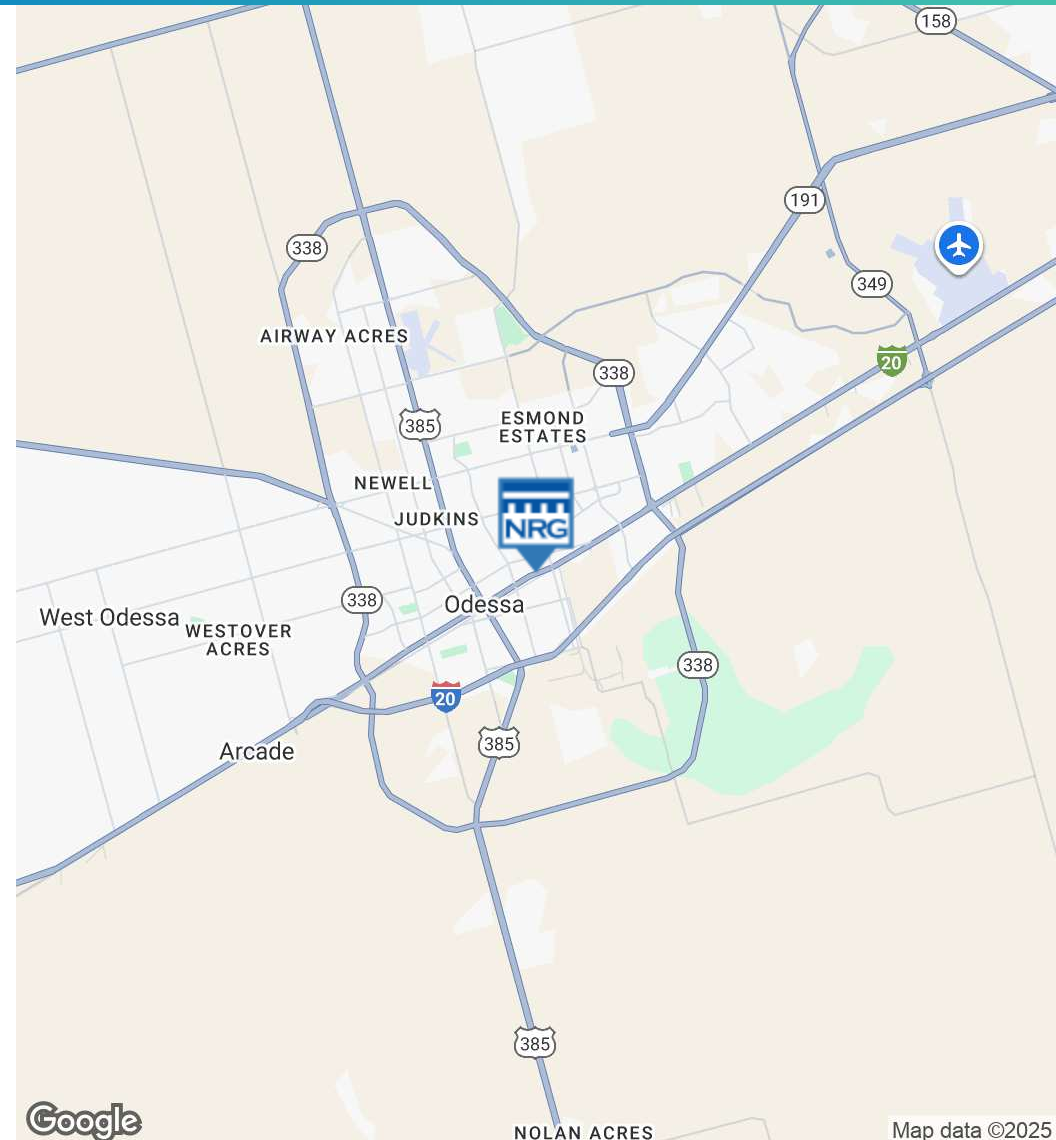 158
191
338
349
AIRWAY ACRES
20
338
385
ESMOND
ESTATES
NEWELL
JUDKINS
NRG
338
Odessa
West Odessa
WESTOVER
ACRES
338
20
385
Arcade
385
Google
NOLAN ACRES
Map data ©2025